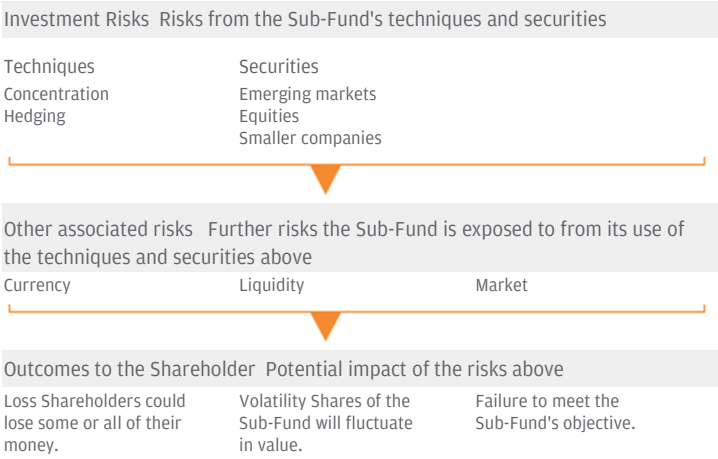 Investment Risks Risks from the Sub-Fund's techniques and securities
Techniques
Concentration
Hedging
Securities
Emerging markets
Equities
Smaller companies
Other associated risks Further risks the Sub-Fund is exposed to from its use of
the techniques and securities above
Currency
Liquidity
Market
Outcomes to the Shareholder Potential impact of the risks above
Loss Shareholders could
lose some or all of their
money.
Volatility Shares of the
Sub-Fund will fluctuate
in value.
Failure to meet the
Sub-Fund's objective.